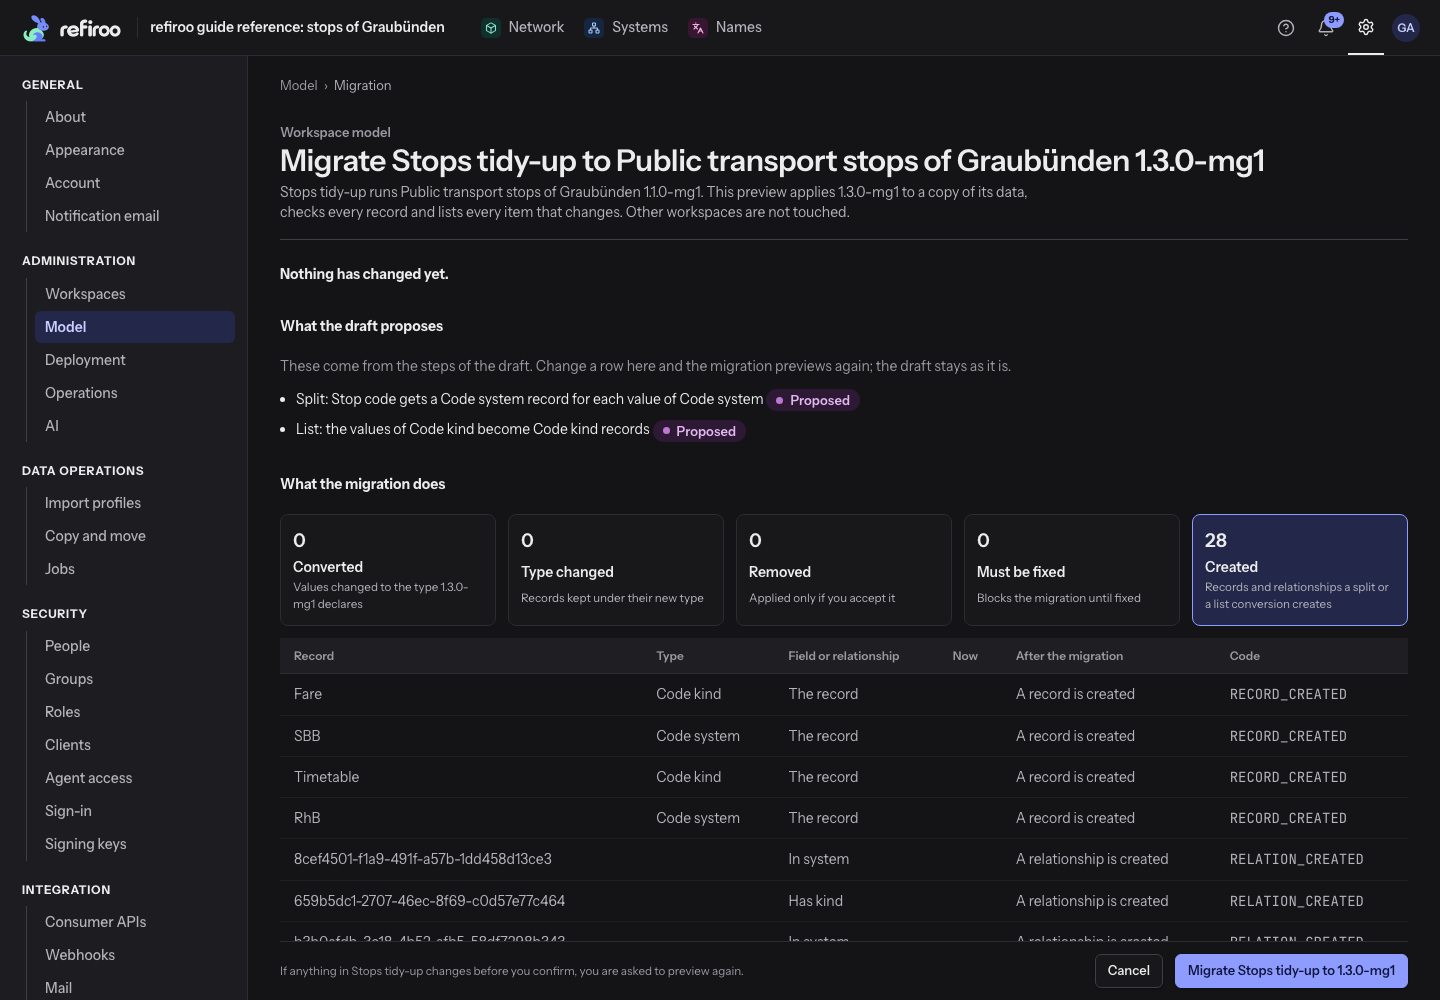 refiroo
refiroo guide reference: stops of Graubünden
Network
Systems
Names
9+
GA
GENERAL
About
Appearance
Account
Notification email
ADMINISTRATION
Workspaces
Model
Deployment
Operations
AI
DATA OPERATIONS
Import profiles
Copy and move
Jobs
SECURITY
People
Groups
Roles
Clients
Agent access
Sign-in
Signing keys
INTEGRATION
Consumer APIs
Webhooks
Mail
Model › Migration
Workspace model
Migrate Stops tidy-up to Public transport stops of Graubünden 1.3.0-mg1
Stops tidy-up runs Public transport stops of Graubünden 1.1.0-mg1. This preview applies 1.3.0-mg1 to a copy of its data,
checks every record and lists every item that changes. Other workspaces are not touched.
Nothing has changed yet.
What the draft proposes
These come from the steps of the draft. Change a row here and the migration previews again; the draft stays as it is.
• Split: Stop code gets a Code system record for each value of Code system Proposed
• List: the values of Code kind become Code kind records Proposed
What the migration does
0
Converted
Values changed to the type 1.3.0-
mg1 declares
0
Type changed
Records kept under their new type
0
Removed
Applied only if you accept it
0
Must be fixed
Blocks the migration until fixed
28
Created
Records and relationships a split or
a list conversion creates
Record Type Field or relationship Now After the migration Code
Fare Code kind The record A record is created RECORD_CREATED
SBB Code system The record A record is created RECORD_CREATED
Timetable Code kind The record A record is created RECORD_CREATED
RhB Code system The record A record is created RECORD_CREATED
8cef4501-f1a9-491f-a57b-1dd458d13ce3 In system A relationship is created RELATION_CREATED
659b5dc1-2707-46ec-8f69-c0d57e77c464 Has kind A relationship is created RELATION_CREATED
In system A relationship is created RELATION_CREATED
If anything in Stops tidy-up changes before you confirm, you are asked to preview again.
Cancel
Migrate Stops tidy-up to 1.3.0-mg1